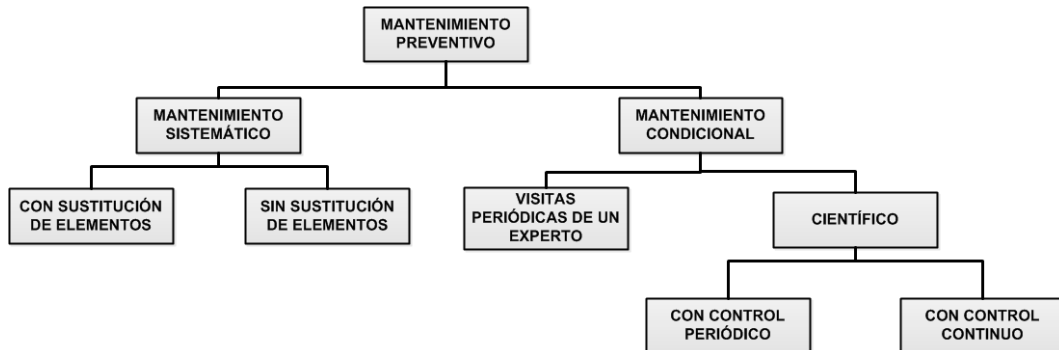 MANTENIMIENTO
PREVENTIVO
MANTENIMIENTO
SISTEMÁTICO
MANTENIMIENTO
CONDICIONAL
CON SUSTITUCIÓN
DE ELEMENTOS
SIN SUSTITUCIÓN
DE ELEMENTOS
VISITAS
PERIÓDICAS DE UN
EXPERTO
CIENTÍFICO
CON CONTROL
PERIÓDICO
CON CONTROL
CONTINUO